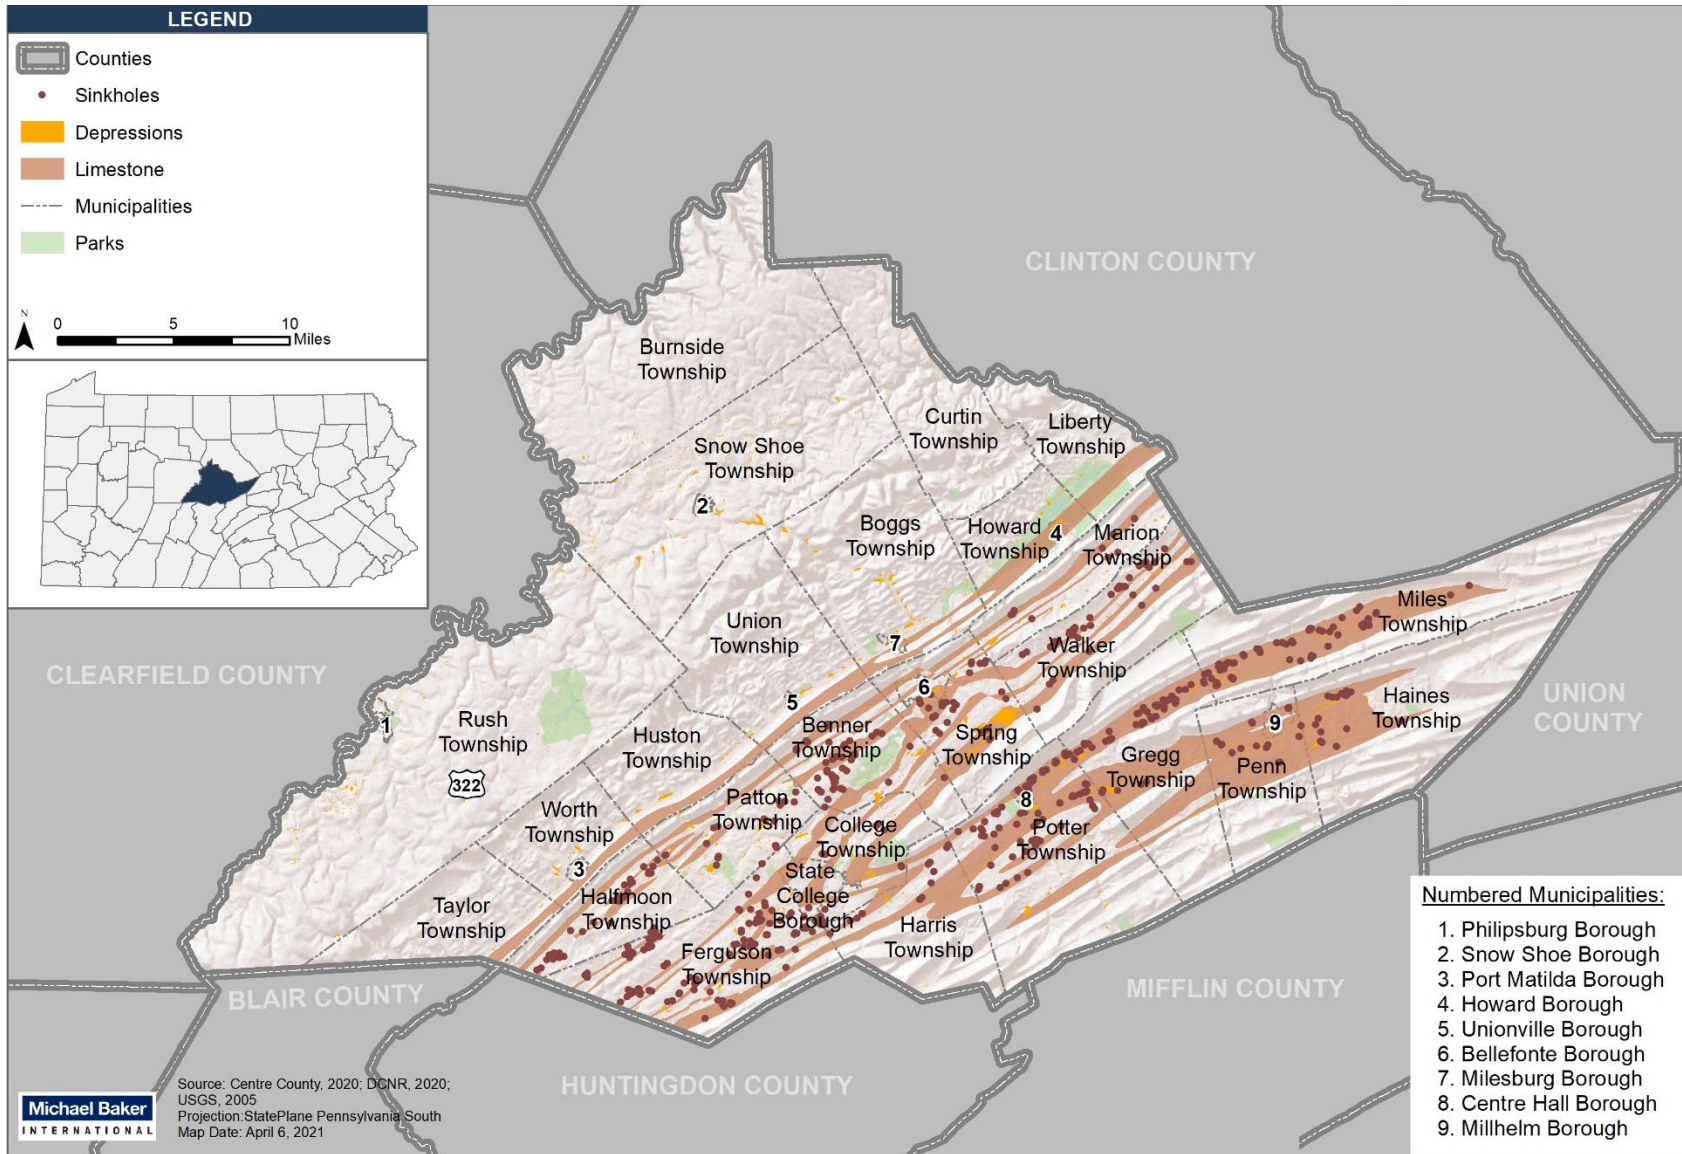 LEGEND
Counties
Sinkholes
Depressions
Limestone
Municipalities
Parks
N
0 5 10
Miles
CLINTON COUNTY
Burnside
Township
Curtin
Township
Liberty
Township
Snow Shoe
Township
2
Boggs
Township
Howard
Township
4
Marion
Township
Miles
Township
Union
Township
7
Walker
Township
CLEARFIELD COUNTY
6
5
UNION
COUNTY
Haines
Township
1
Rush
Township
322
Huston
Township
Benner
Township
Spring
Township
9
Gregg
Township
Penn
Township
Worth
Township
Patton
Township
8
College
Township
Potter
Township
3
State
College
Borough
Halfmoon
Township
Taylor
Township
Harris
Township
Ferguson
Township
BLAIR COUNTY
MIFFLIN COUNTY
HUNTINGDON COUNTY
Numbered Municipalities:
1. Philipsburg Borough
2. Snow Shoe Borough
3. Port Matilda Borough
4. Howard Borough
5. Unionville Borough
6. Bellefonte Borough
7. Milesburg Borough
8. Centre Hall Borough
9. Millhelm Borough
Michael Baker
INTERNATIONAL
Source: Centre County, 2020; DCNR, 2020;
USGS, 2005
Projection:StatePlane Pennsylvania South
Map Date: April 6, 2021